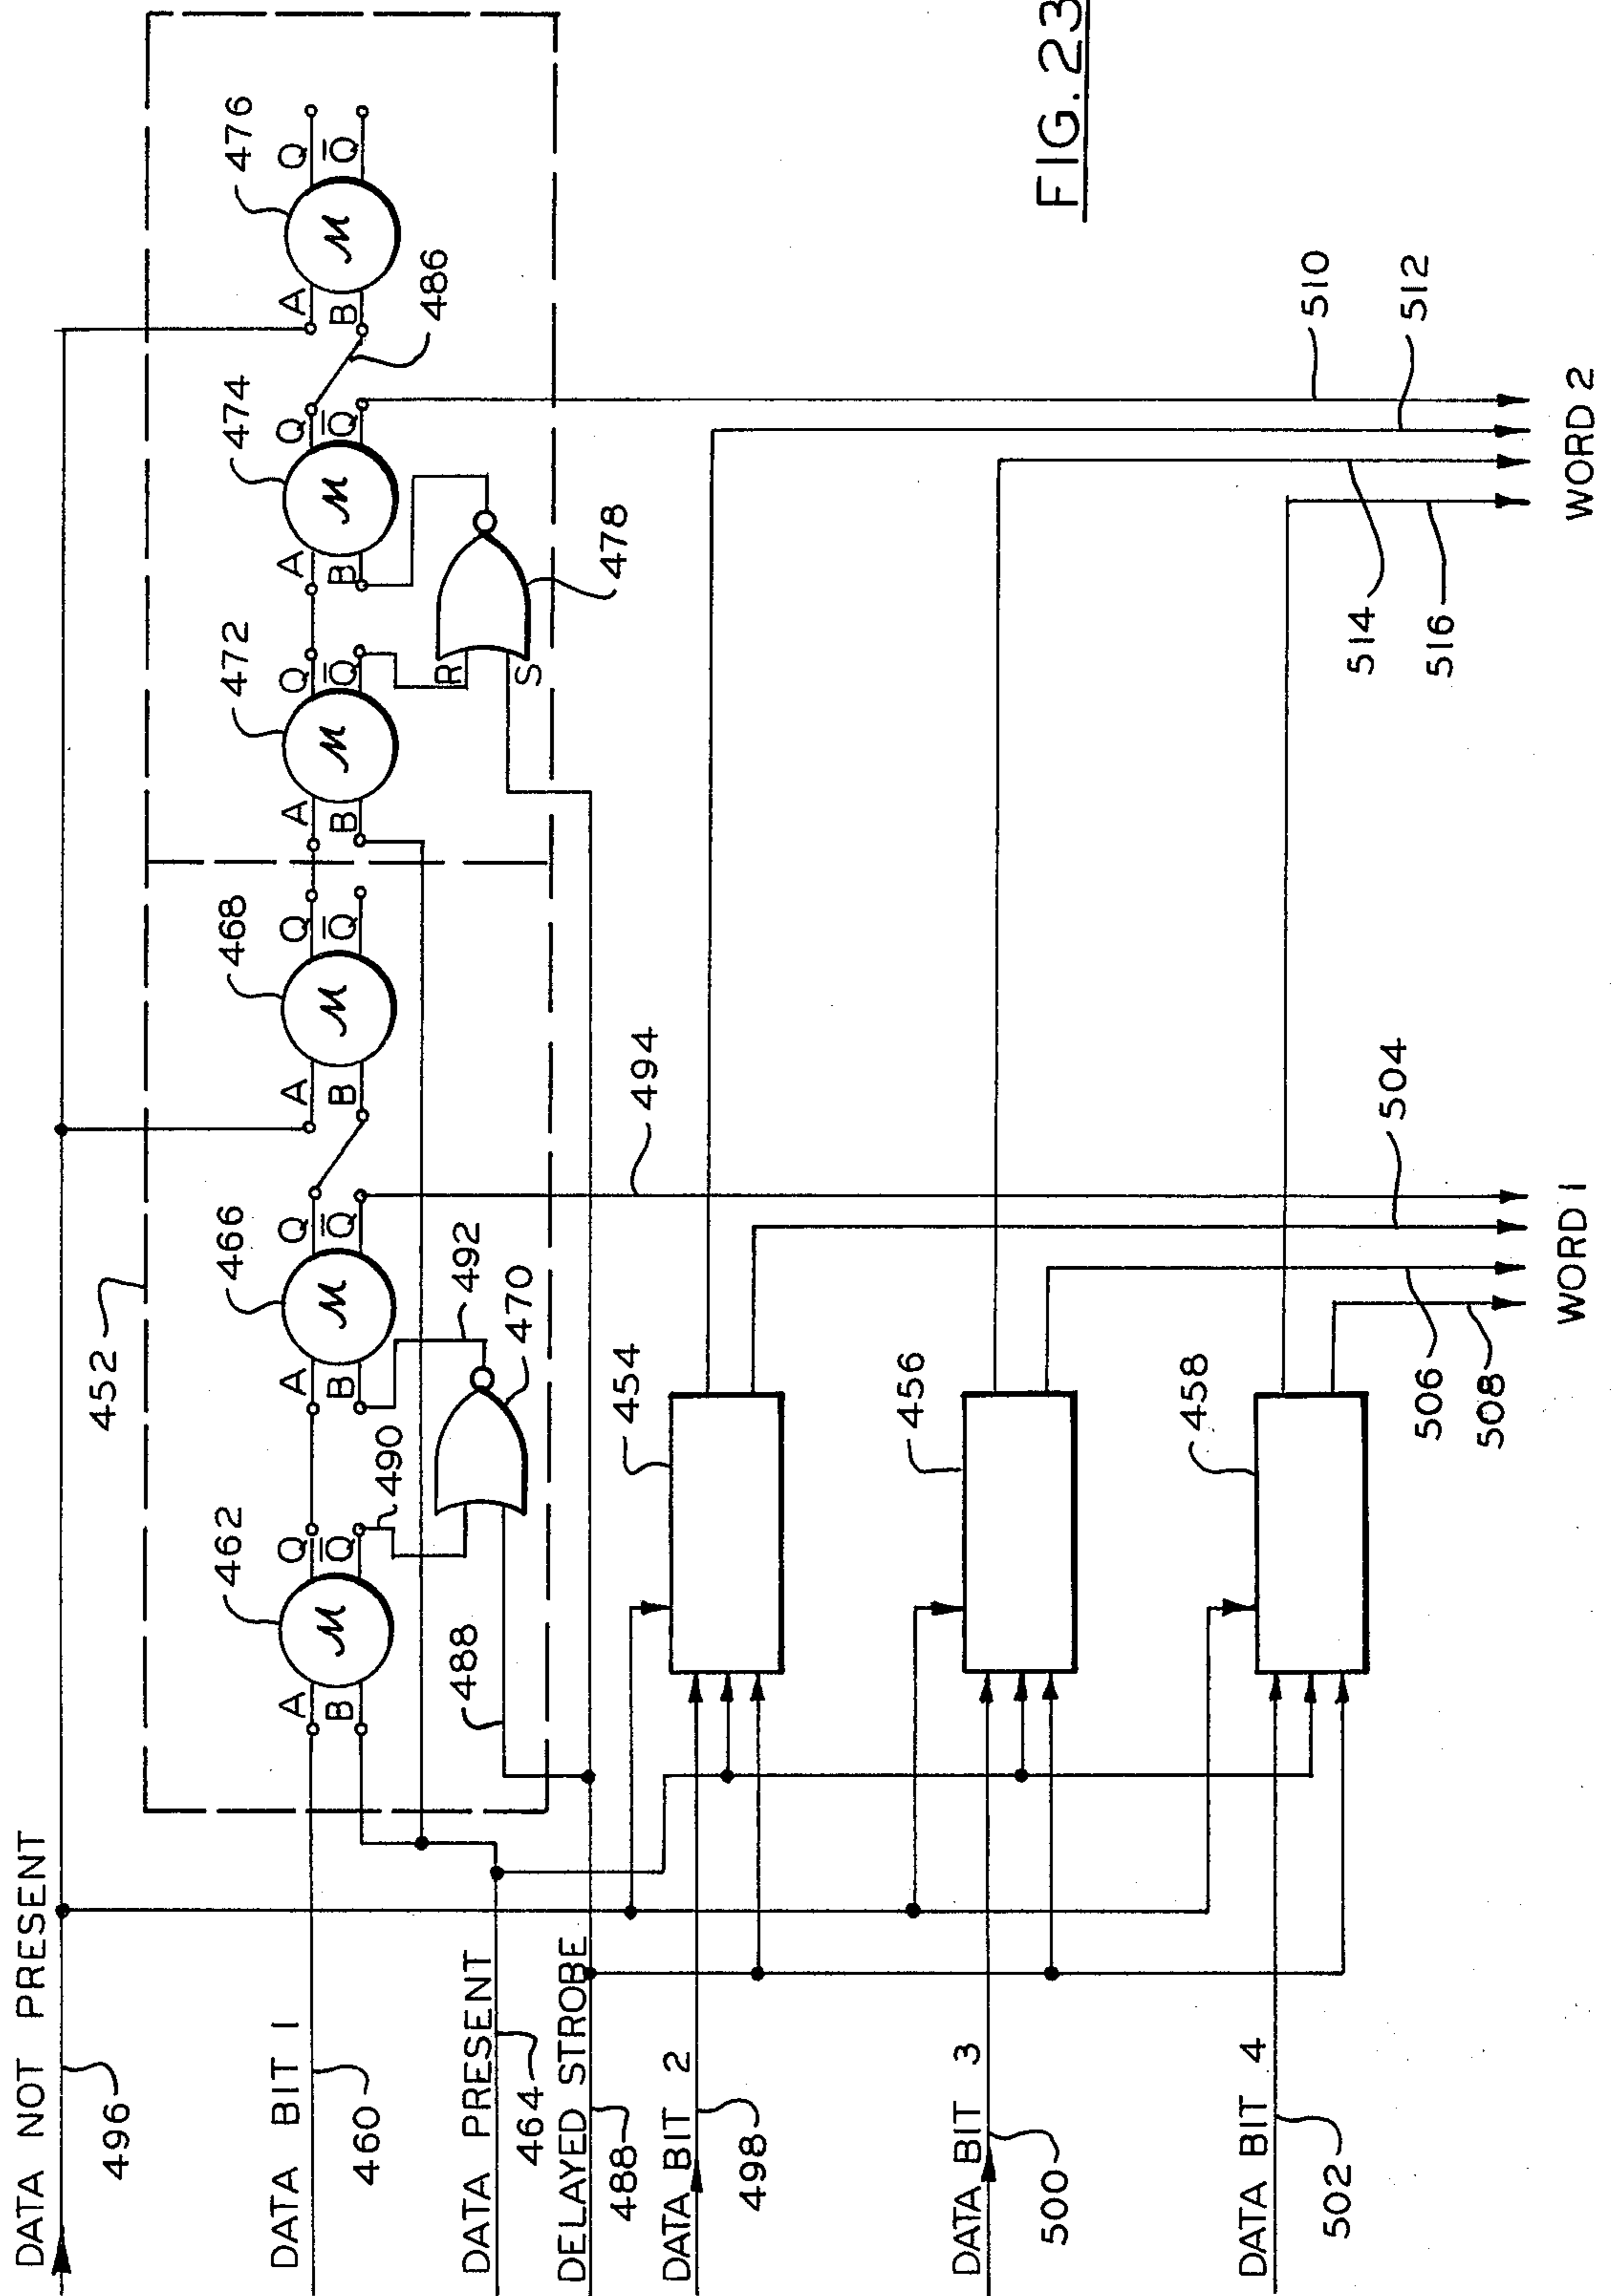 DATA NOT PRESENT
496
452
462
466
468
472
474
476
DATA BIT 1
460
A
B
Q
Q̅
A
B
Q
Q̅
A
B
Q
Q̅
A
B
Q
Q̅
A
B
Q
Q̅
A
B
Q
Q̅
M
M
M
M
M
M
490
492
470
486
R
S
478
488
DATA PRESENT
464
DELAYED STROBE
488
DATA BIT 2
498
454
494
DATA BIT 3
500
456
DATA BIT 4
502
458
504
506
508
510
512
514
516
WORD 1
WORD 2
FIG. 23